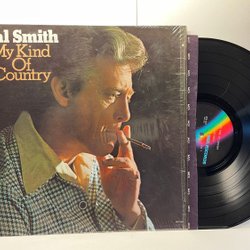 al Smith
My Kind
Of
Country